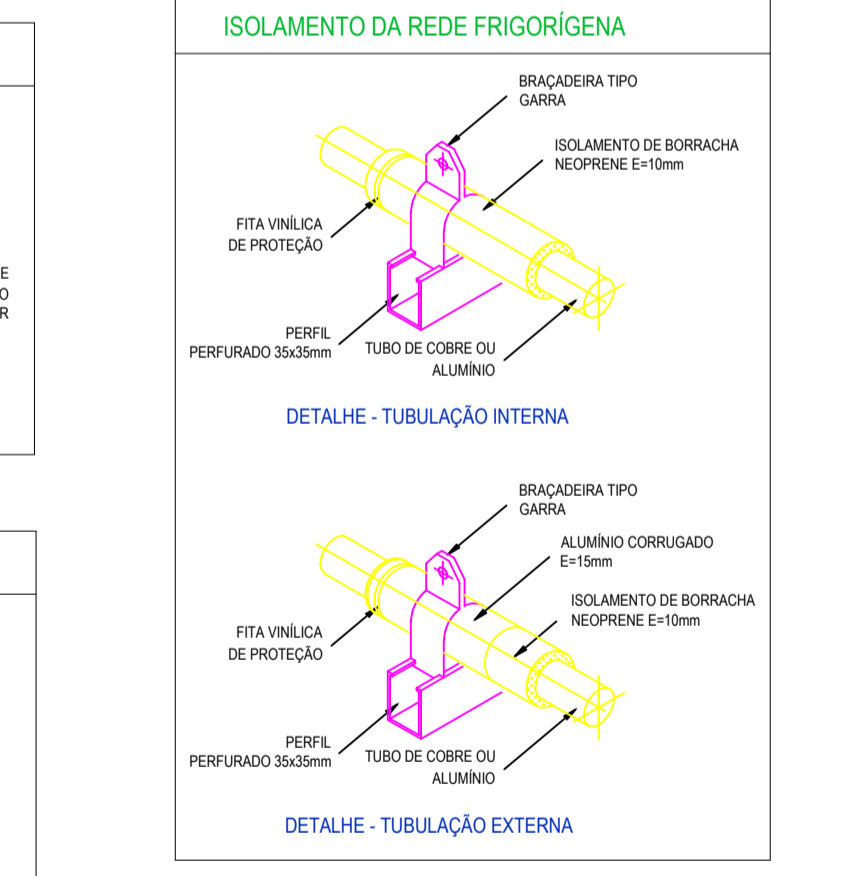 ISOLAMENTO DA REDE FRIGORÍGENA
BRAÇADEIRA TIPO
GARRA
ISOLAMENTO DE BORRACHA
NEOPRENE E=10mm
FITA VINÍLICA
DE PROTEÇÃO
PERFIL
PERFURADO 35x35mm
TUBO DE COBRE OU
ALUMÍNIO
DETALHE - TUBULAÇÃO INTERNA
BRAÇADEIRA TIPO
GARRA
ALUMÍNIO CORRUGADO
E=15mm
ISOLAMENTO DE BORRACHA
NEOPRENE E=10mm
FITA VINÍLICA
DE PROTEÇÃO
PERFIL
PERFURADO 35x35mm
TUBO DE COBRE OU
ALUMÍNIO
DETALHE - TUBULAÇÃO EXTERNA
E
O
R